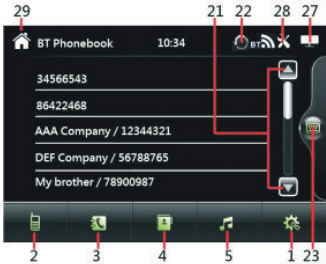 29 21 22 28 27
BT Phonebook 10:34 BT
34566543
86422468
AAA Company / 12344321
DEF Company / 56788765
My brother / 78900987
2 3 4 5 1 23